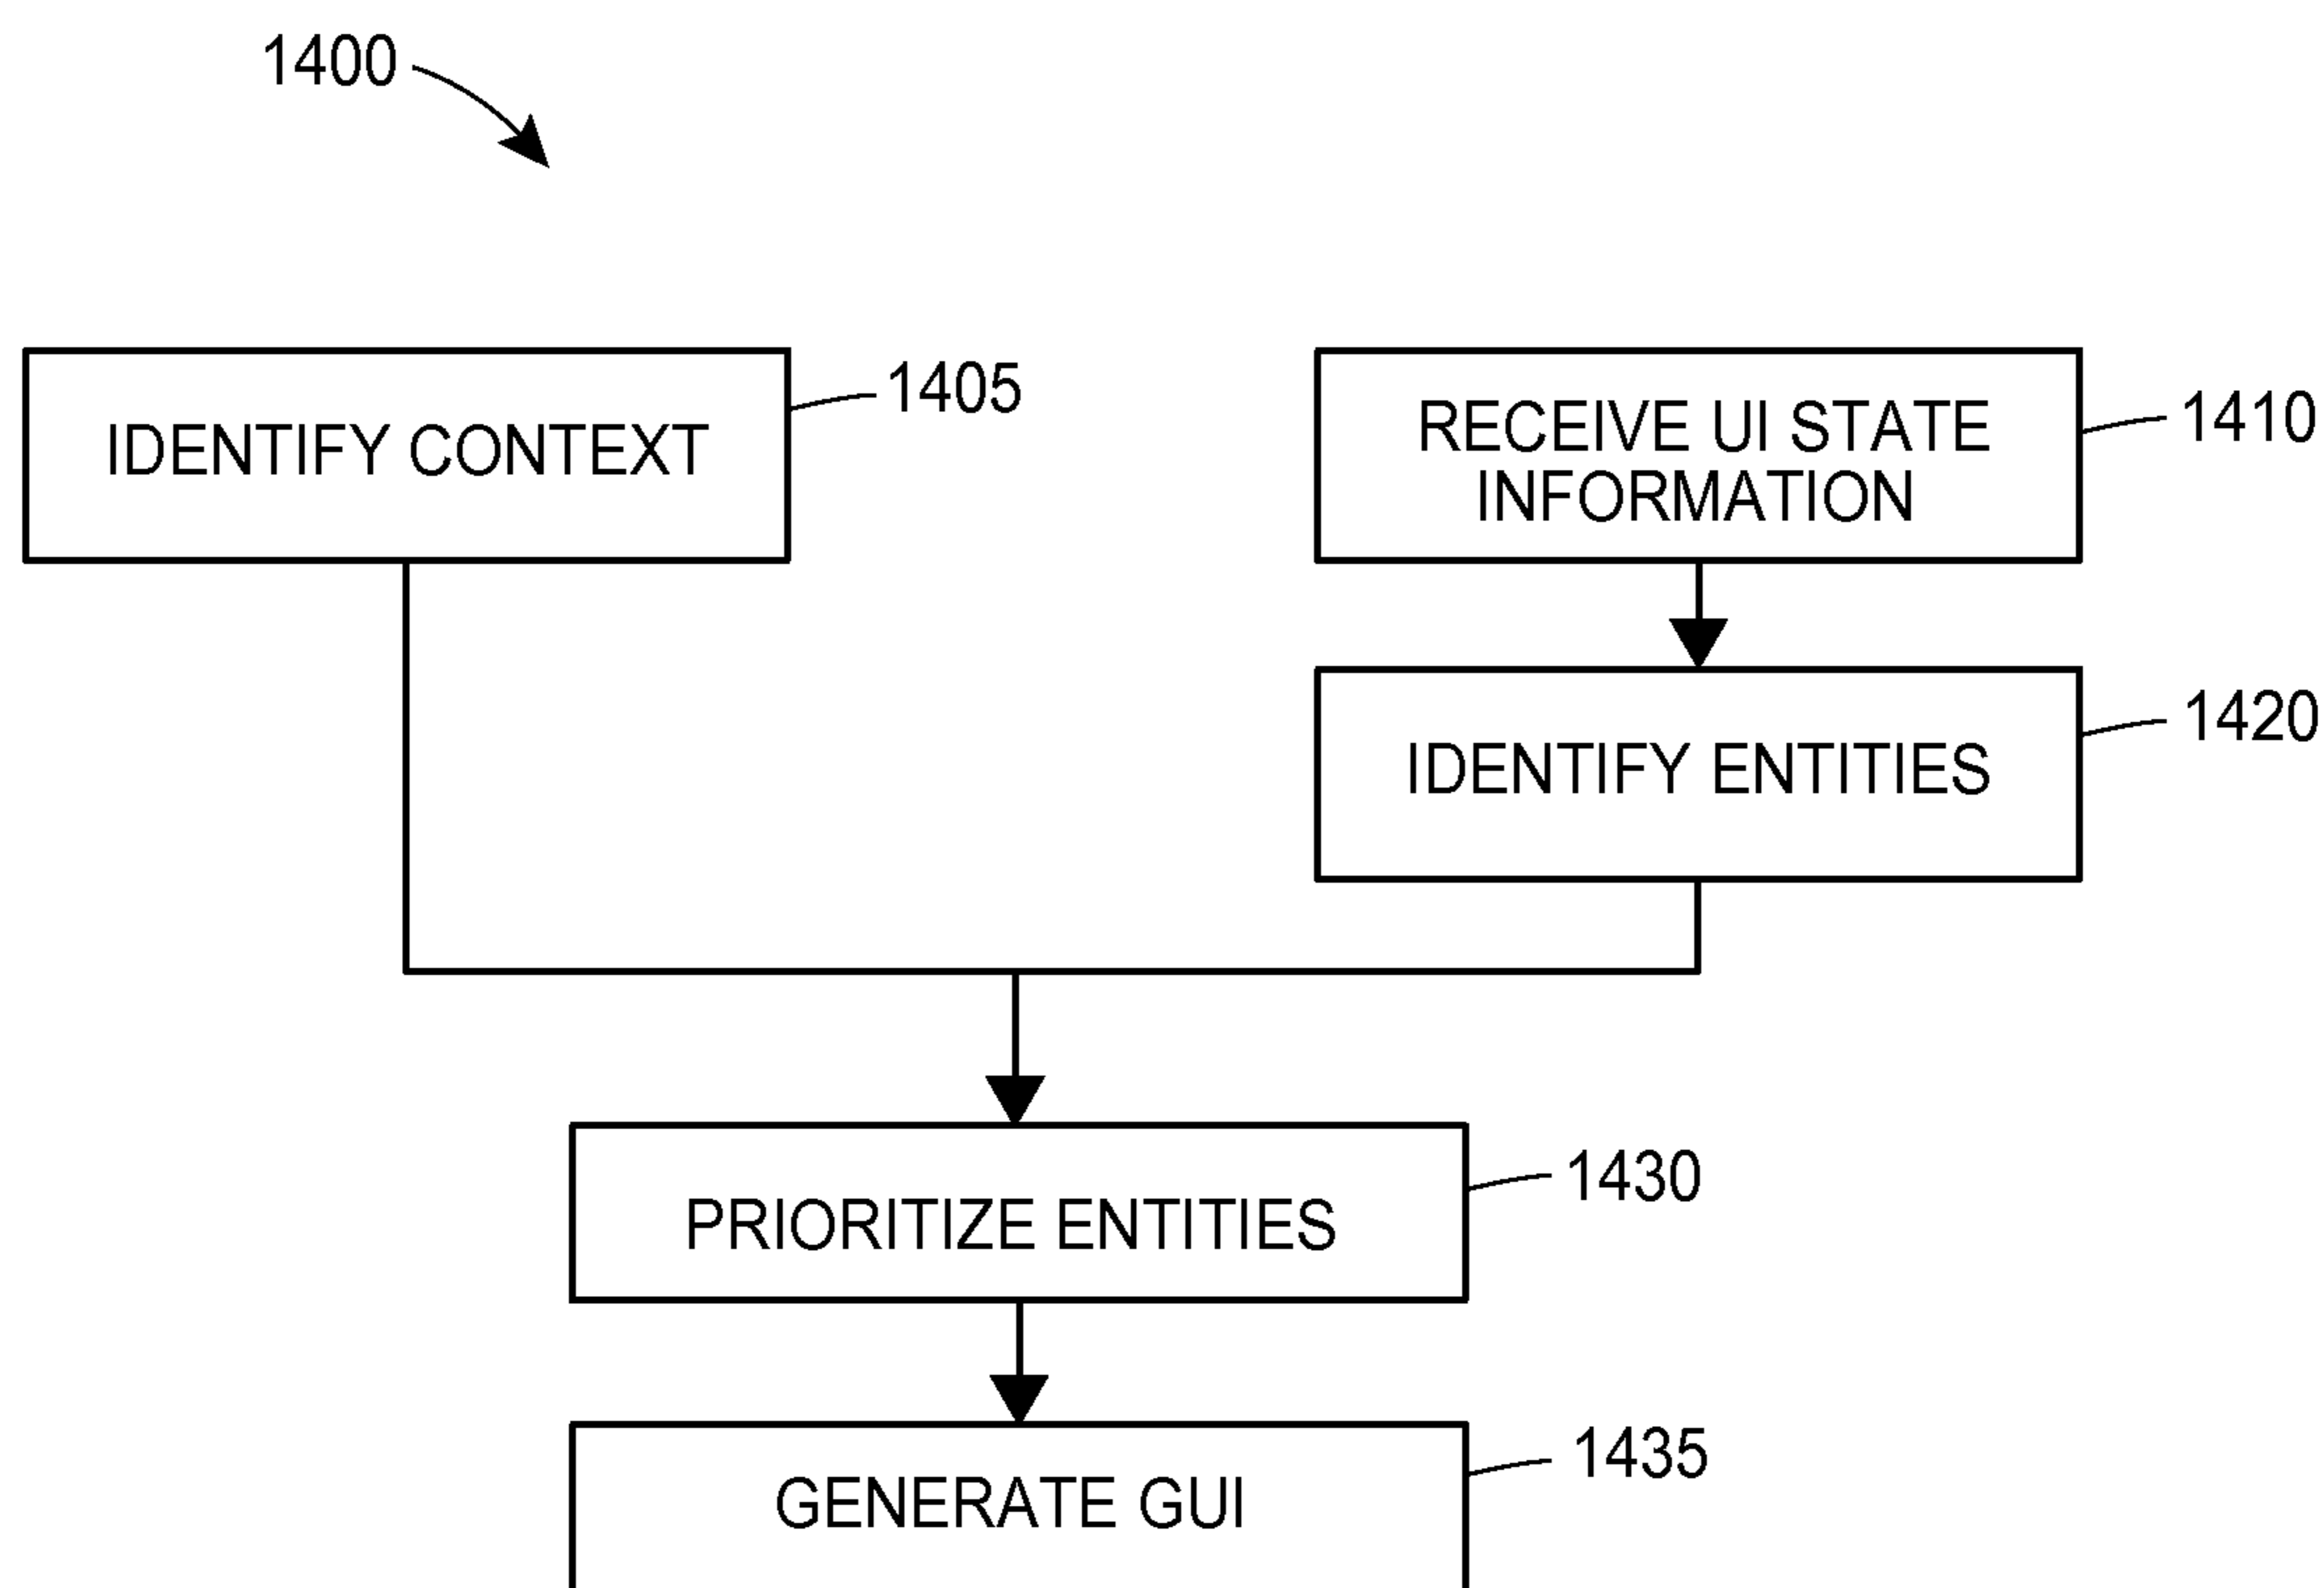 1400
IDENTIFY CONTEXT
1405
RECEIVE UI STATE
INFORMATION
1410
IDENTIFY ENTITIES
1420
PRIORITIZE ENTITIES
1430
GENERATE GUI
1435